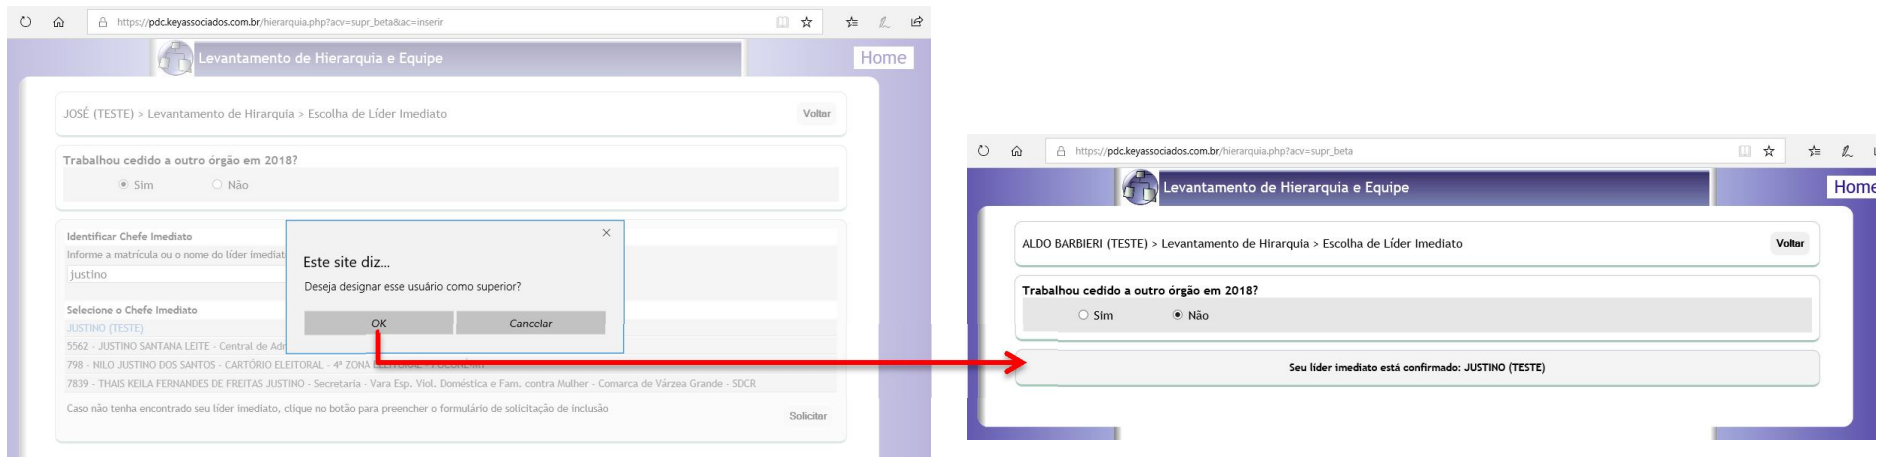 https://pdc.keyassociados.com.br/hierarquia.php?acv=supr_beta&ac=inserir
Levantamento de Hierarquia e Equipe
Home
JOSÉ (TESTE) > Levantamento de Hirarquia > Escolha de Líder Imediato
Voltar
Trabalhou cedido a outro órgão em 2018?
Sim Não
Identificar Chefe Imediato
Informe a matrícula ou o nome do líder imediat
justino
Selecione o Chefe Imediato
JUSTINO (TESTE)
5562 - JUSTINO SANTANA LEITE - Central de Adm
798 - NILO JUSTINO DOS SANTOS - CARTÓRIO ELEITORAL - 4ª ZONA ELEITORAL - POCONÉ-MT
7839 - THAIS KEILA FERNANDES DE FREITAS JUSTINO - Secretaria - Vara Esp. Viol. Doméstica e Fam. contra Mulher - Comarca de Várzea Grande - SDCR
Caso não tenha encontrado seu líder imediato, clique no botão para preencher o formulário de solicitação de inclusão
Solicitar
Este site diz...
Deseja designar esse usuário como superior?
OK Cancelar
https://pdc.keyassociados.com.br/hierarquia.php?acv=supr_beta
Levantamento de Hierarquia e Equipe
Home
ALDO BARBIERI (TESTE) > Levantamento de Hirarquia > Escolha de Líder Imediato
Voltar
Trabalhou cedido a outro órgão em 2018?
Sim Não
Seu líder imediato está confirmado: JUSTINO (TESTE)